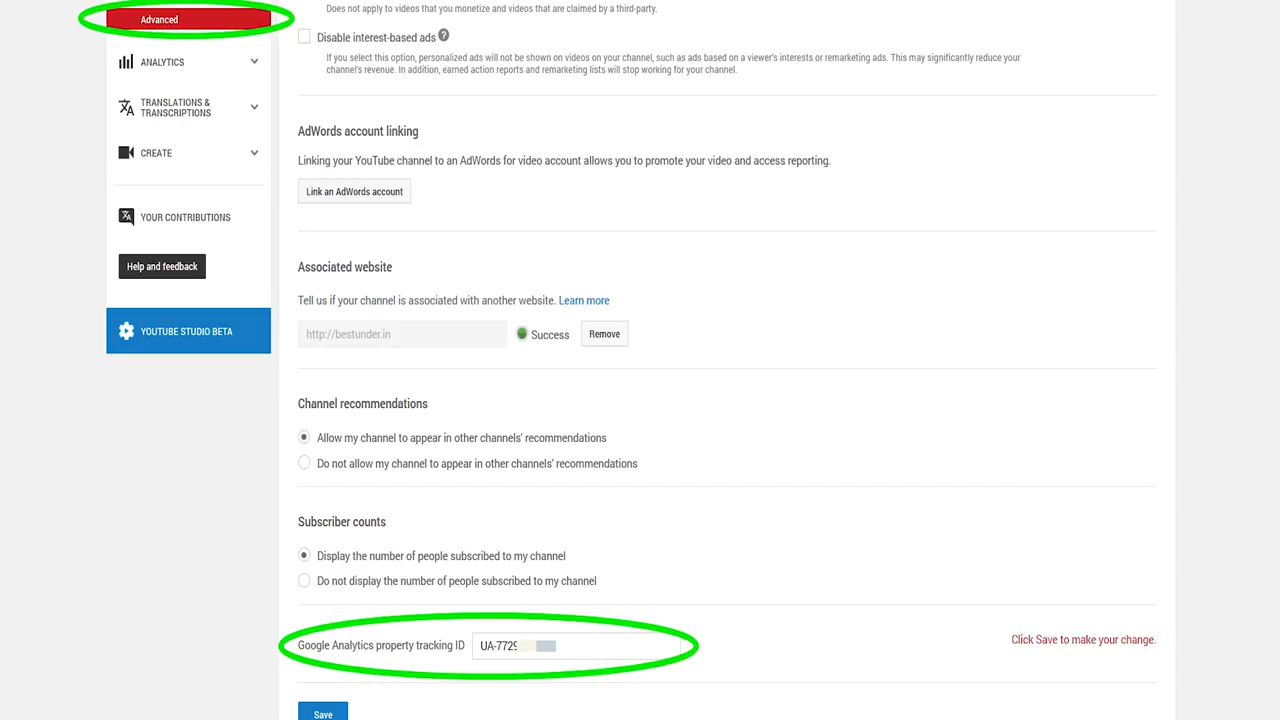 Advanced
ANALYTICS
TRANSLATIONS &
TRANSCRIPTIONS
CREATE
YOUR CONTRIBUTIONS
Help and feedback
YOUTUBE STUDIO BETA
Does not apply to videos that you monetize and videos that are claimed by a third-party.
Disable interest-based ads ?
If you select this option, personalized ads will not be shown on videos on your channel, such as ads based on a viewer's interests or remarketing ads. This may significantly reduce your
channel's revenue. In addition, earned action reports and remarketing lists will stop working for your channel.
AdWords account linking
Linking your YouTube channel to an AdWords for video account allows you to promote your video and access reporting.
Link an AdWords account
Associated website
Tell us if your channel is associated with another website. Learn more
http://bestunder.in Success Remove
Channel recommendations
Allow my channel to appear in other channels' recommendations
Do not allow my channel to appear in other channels' recommendations
Subscriber counts
Display the number of people subscribed to my channel
Do not display the number of people subscribed to my channel
Google Analytics property tracking ID UA-7729
Click Save to make your change.
Save